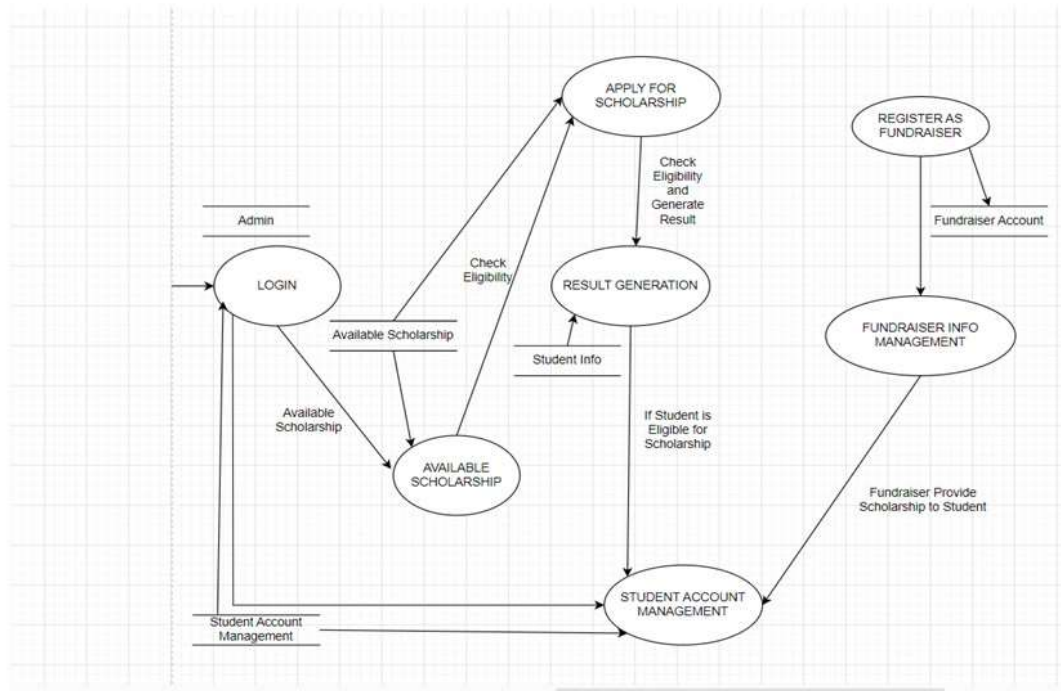 APPLY FOR
SCHOLARSHIP
REGISTER AS
FUNDRAISER
Check
Eligibility
and
Generate
Result
Admin
Fundraiser Account
LOGIN
Check
Eligibility
RESULT GENERATION
Available Scholarship
Student Info
FUNDRAISER INFO
MANAGEMENT
Available
Scholarship
If Student is
Eligible for
Scholarship
AVAILABLE
SCHOLARSHIP
Fundraiser Provide
Scholarship to Student
STUDENT ACCOUNT
MANAGEMENT
Student Account
Management